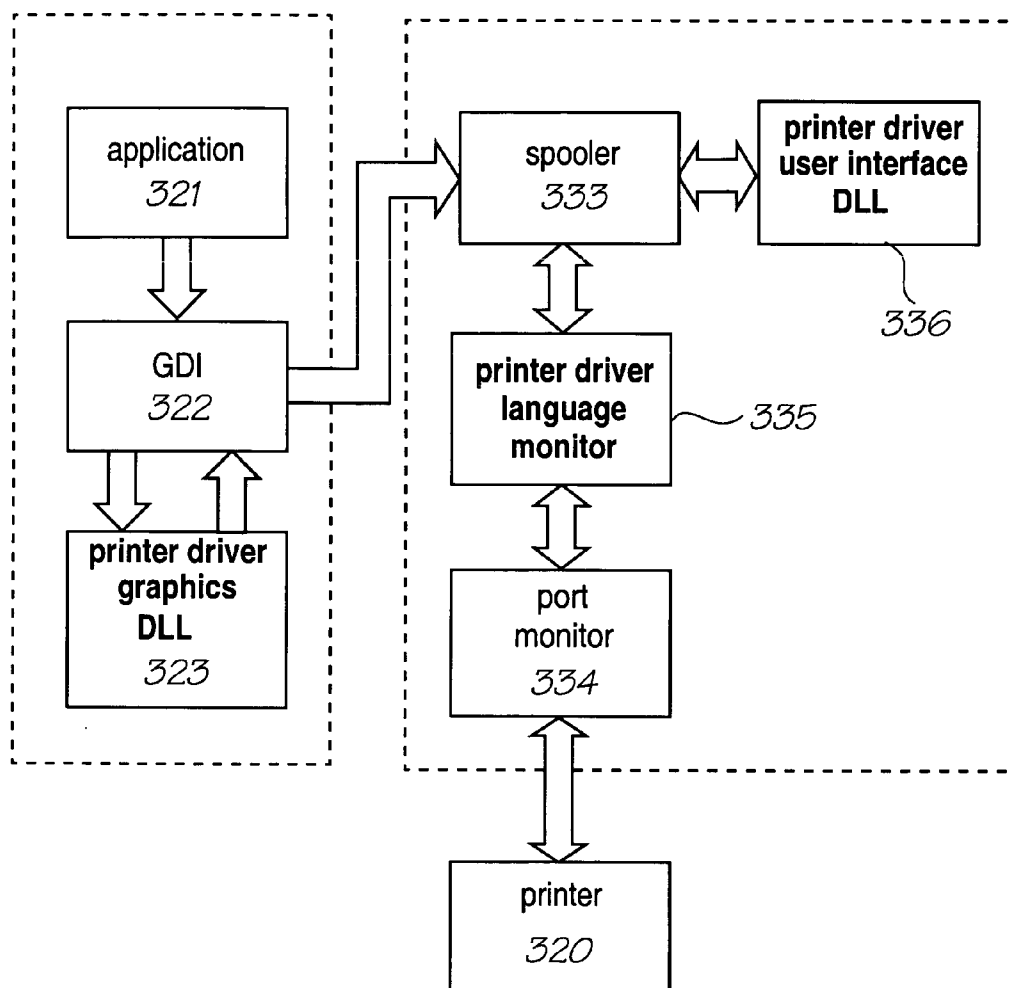 application
321
GDI
322
printer driver
graphics
DLL
323
spooler
333
printer driver
user interface
DLL
336
printer driver
language
monitor
335
port
monitor
334
printer
320